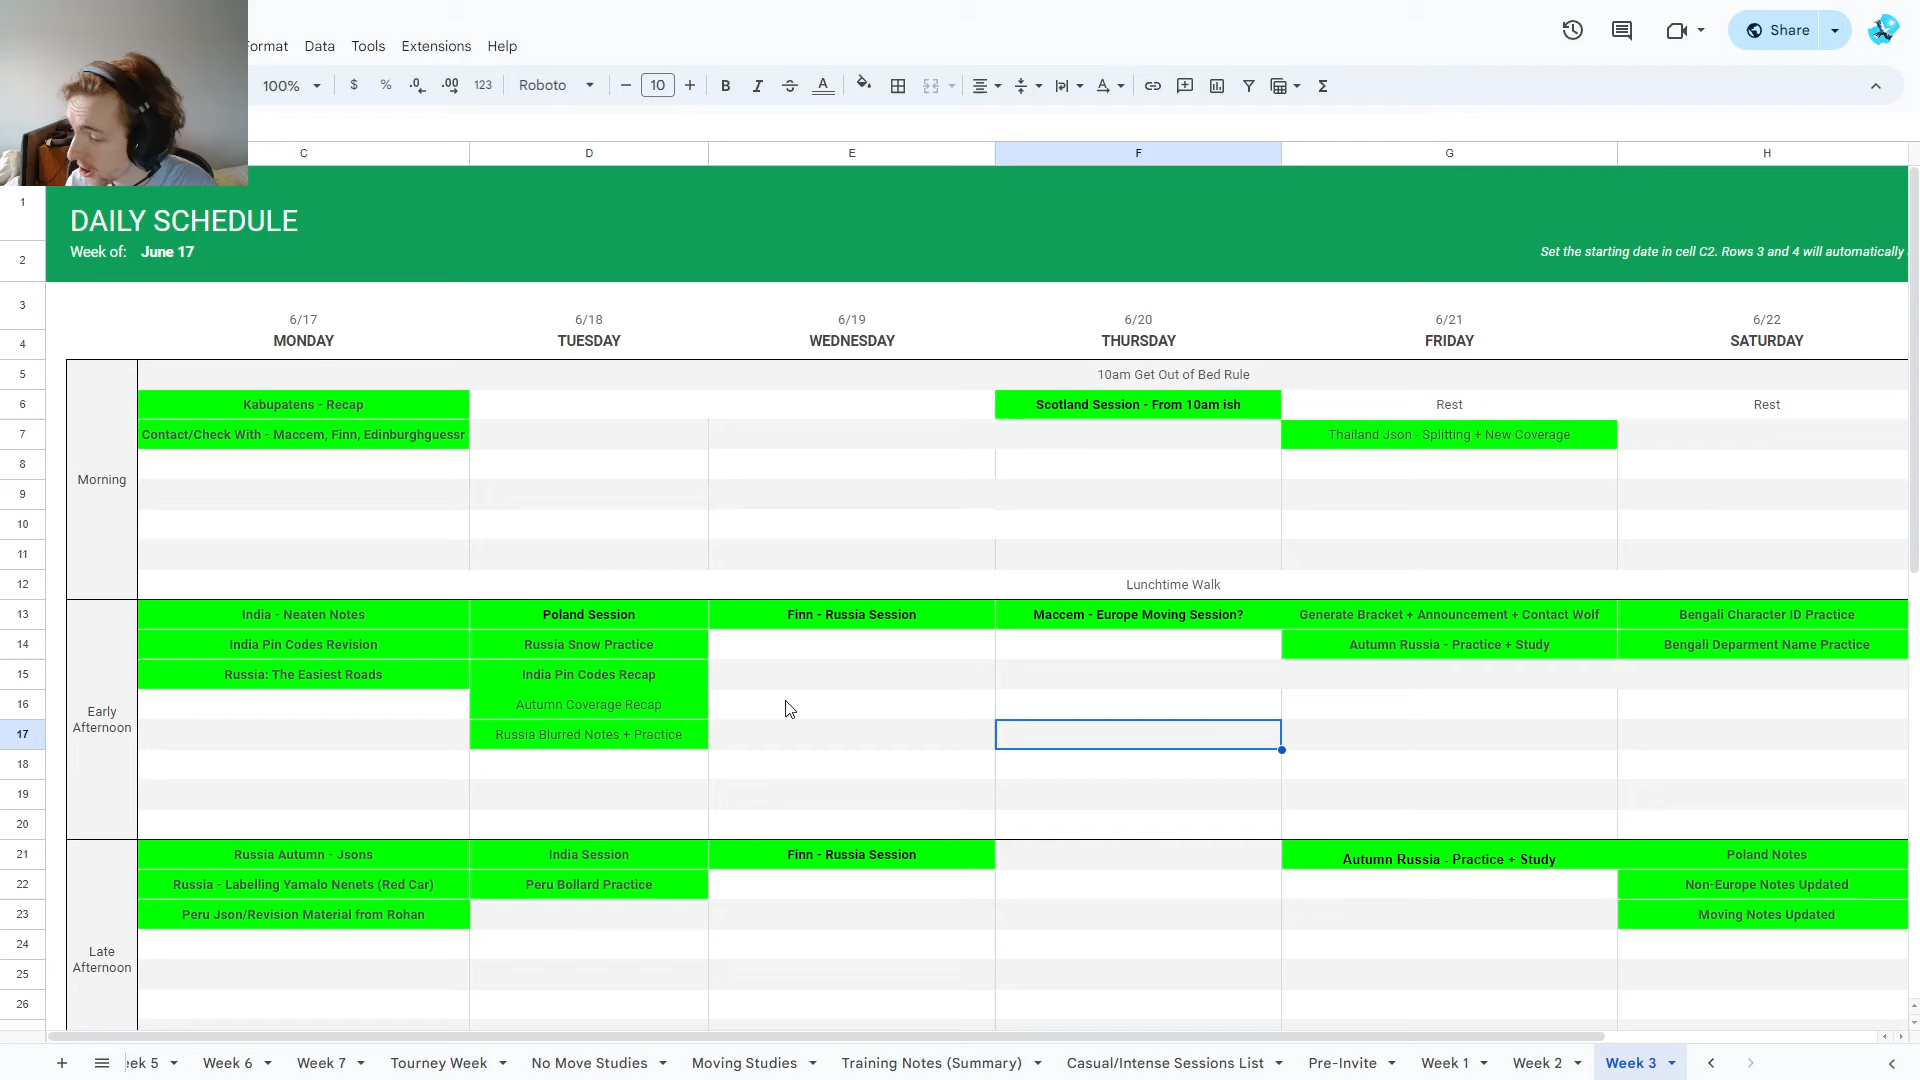 Format Data Tools Extensions Help
Share
100% $ % .0 .00 123 Roboto 10 B I A
C D E F G H
1
DAILY SCHEDULE
Week of: June 17
2 Set the starting date in cell C2. Rows 3 and 4 will automatically
3 6/17 6/18 6/19 6/20 6/21 6/22
4 MONDAY TUESDAY WEDNESDAY THURSDAY FRIDAY SATURDAY
5 10am Get Out of Bed Rule
6 Kabupatens - Recap Scotland Session - From 10am ish Rest Rest
7 Contact/Check With - Maccem, Finn, Edinburghguessr Thailand Json - Splitting + New Coverage
8
Morning
9
10
11
12 Lunchtime Walk
13 India - Neaten Notes Poland Session Finn - Russia Session Maccem - Europe Moving Session? Generate Bracket + Announcement + Contact Wolf Bengali Character ID Practice
14 India Pin Codes Revision Russia Snow Practice Autumn Russia - Practice + Study Bengali Deparment Name Practice
15 Russia: The Easiest Roads India Pin Codes Recap
16 Autumn Coverage Recap
Early
Afternoon
17 Russia Blurred Notes + Practice
18
19
20
21 Russia Autumn - Jsons India Session Finn - Russia Session Autumn Russia - Practice + Study Poland Notes
22 Russia - Labelling Yamalo Nenets (Red Car) Peru Bollard Practice Non-Europe Notes Updated
23 Peru Json/Revision Material from Rohan Moving Notes Updated
24
Late
Afternoon
25
26
eek 5 Week 6 Week 7 Tourney Week No Move Studies Moving Studies Training Notes (Summary) Casual/Intense Sessions List Pre-Invite Week 1 Week 2 Week 3